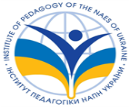 INSTITUTE OF PEDAGOGY OF THE NAES OF UKRAINE
ІНСТИТУТ ПЕДАГОГІКИ НАПН УКРАЇНИ